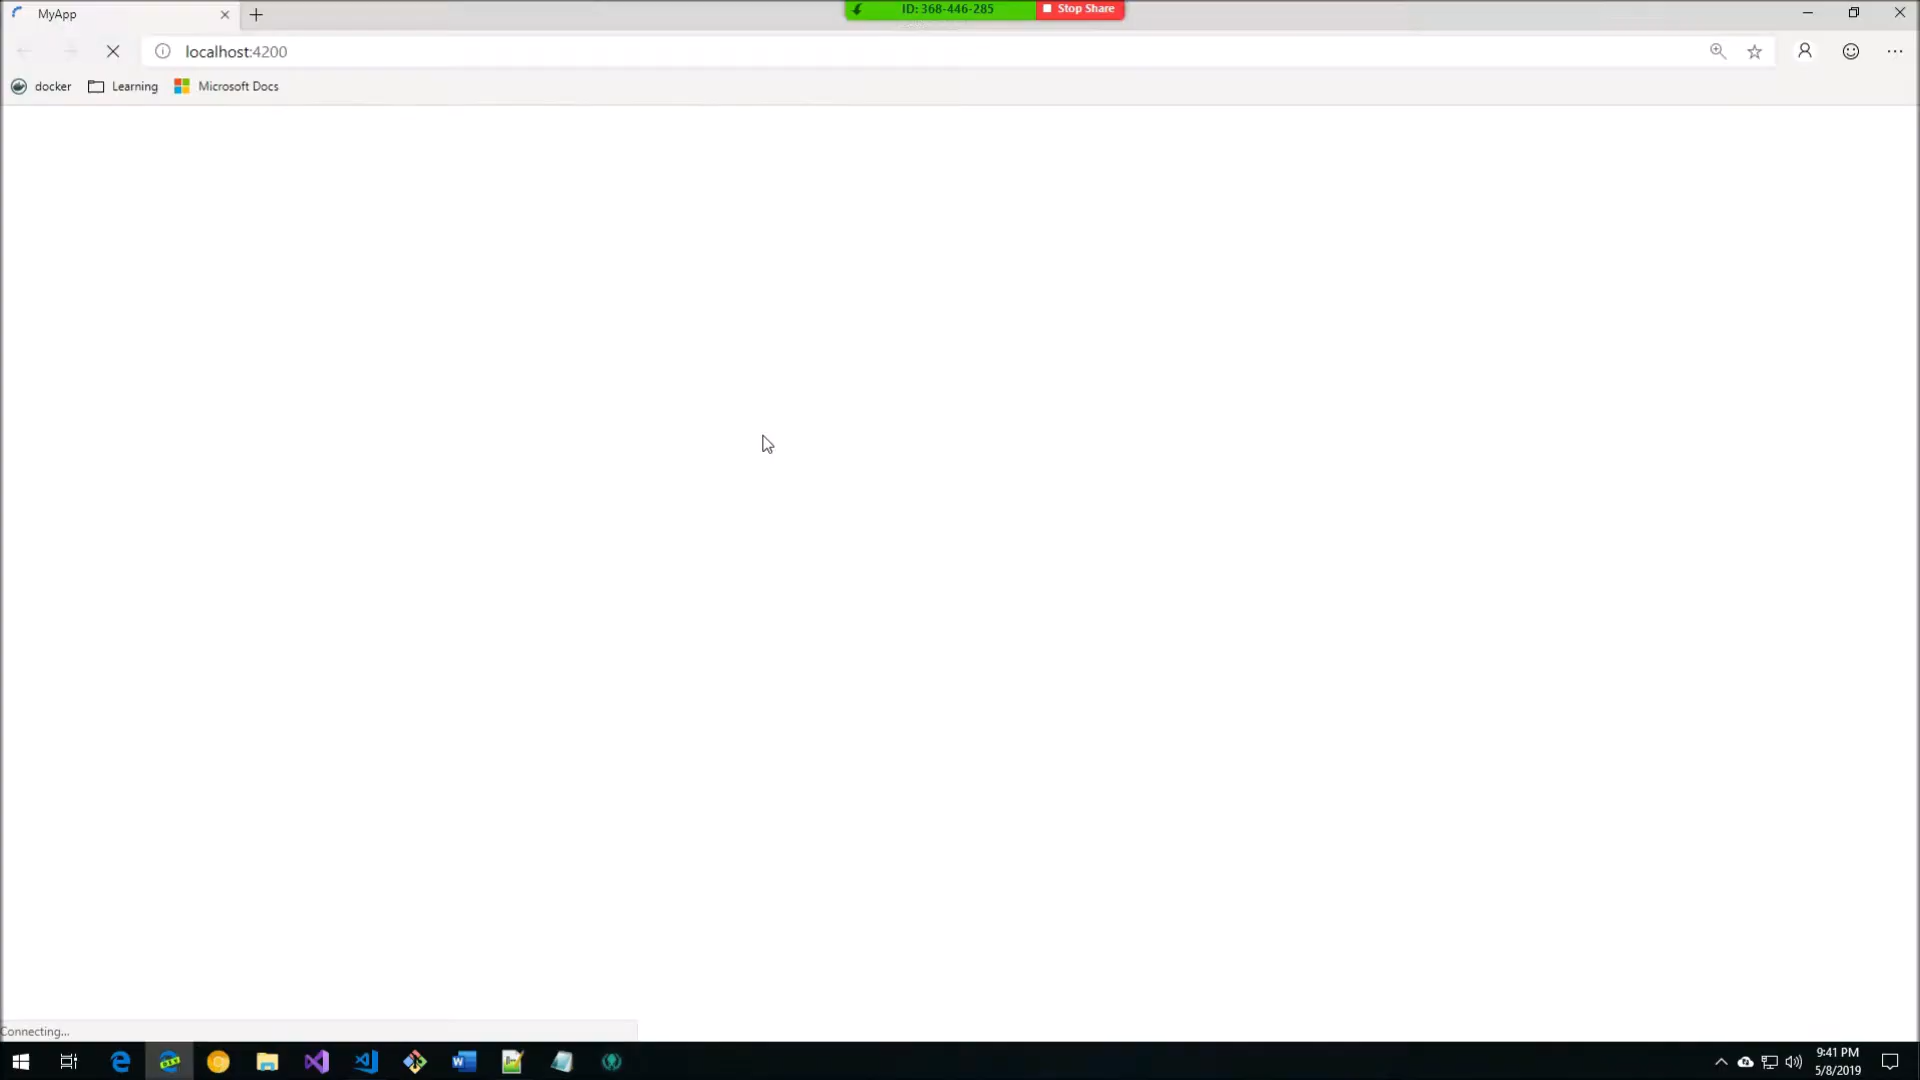 MyApp
ID: 368-446-285
Stop Share
localhost:4200
docker
Learning
Microsoft Docs
Connecting...
9:41 PM
5/8/2019